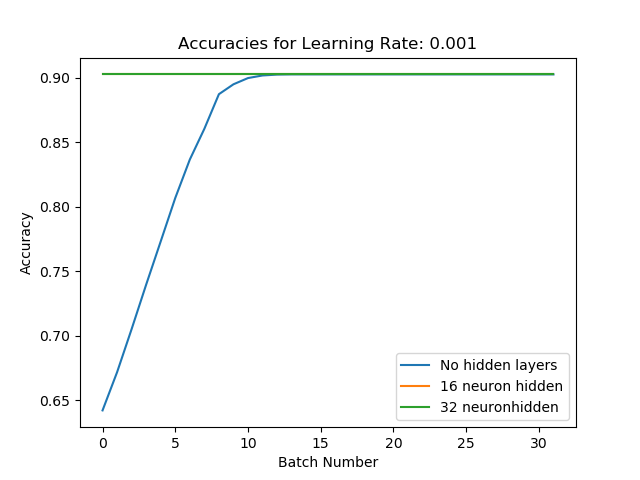 Accuracies for Learning Rate: 0.001
0.90
0.85
0.80
0.75
0.70
0.65
Accuracy
No hidden layers
16 neuron hidden
32 neuronhidden
0 5 10 15 20 25 30
Batch Number